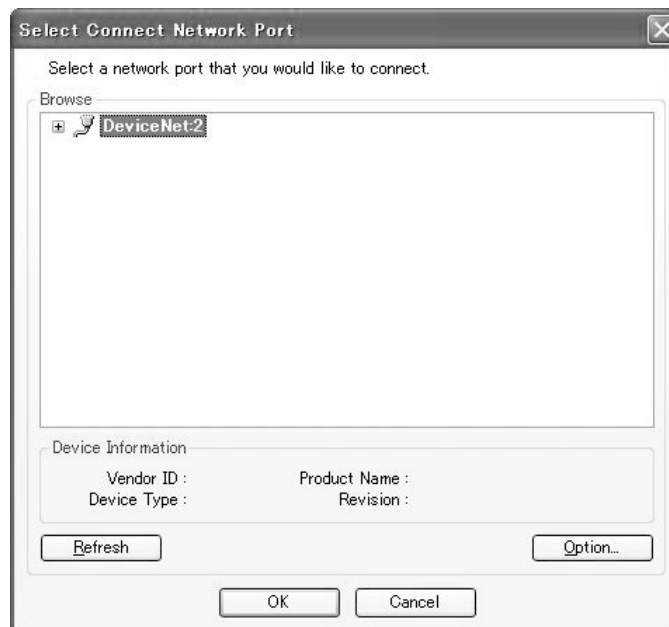 Select Connect Network Port
Select a network port that you would like to connect.
Browse
DeviceNet:2
Device Information
Vendor ID : Product Name :
Device Type : Revision :
Refresh Option...
OK Cancel